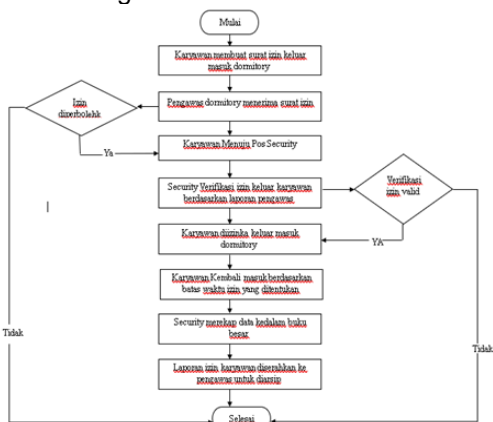 Mulai
Karyawan membuat surat izin keluar
masuk dormitory
Pengawas dormitory menerima surat izin
Izin
diperbolehk
Ya
Karyawan Menuju Pos Security
Security Verifikasi izin keluar karyawan
berdasarkan laporan pengawas
Verifikasi
izin valid
YA
Karyawan diizinka keluar masuk
dormitory
Karyawan Kembali masuk berdasarkan
batas waktu izin yang ditentukan
Security merekap data kedalam buku
besar
Tidak
Tidak
Laporan izin karyawan diserahkan ke
pengawas untuk diarsip
Selesai